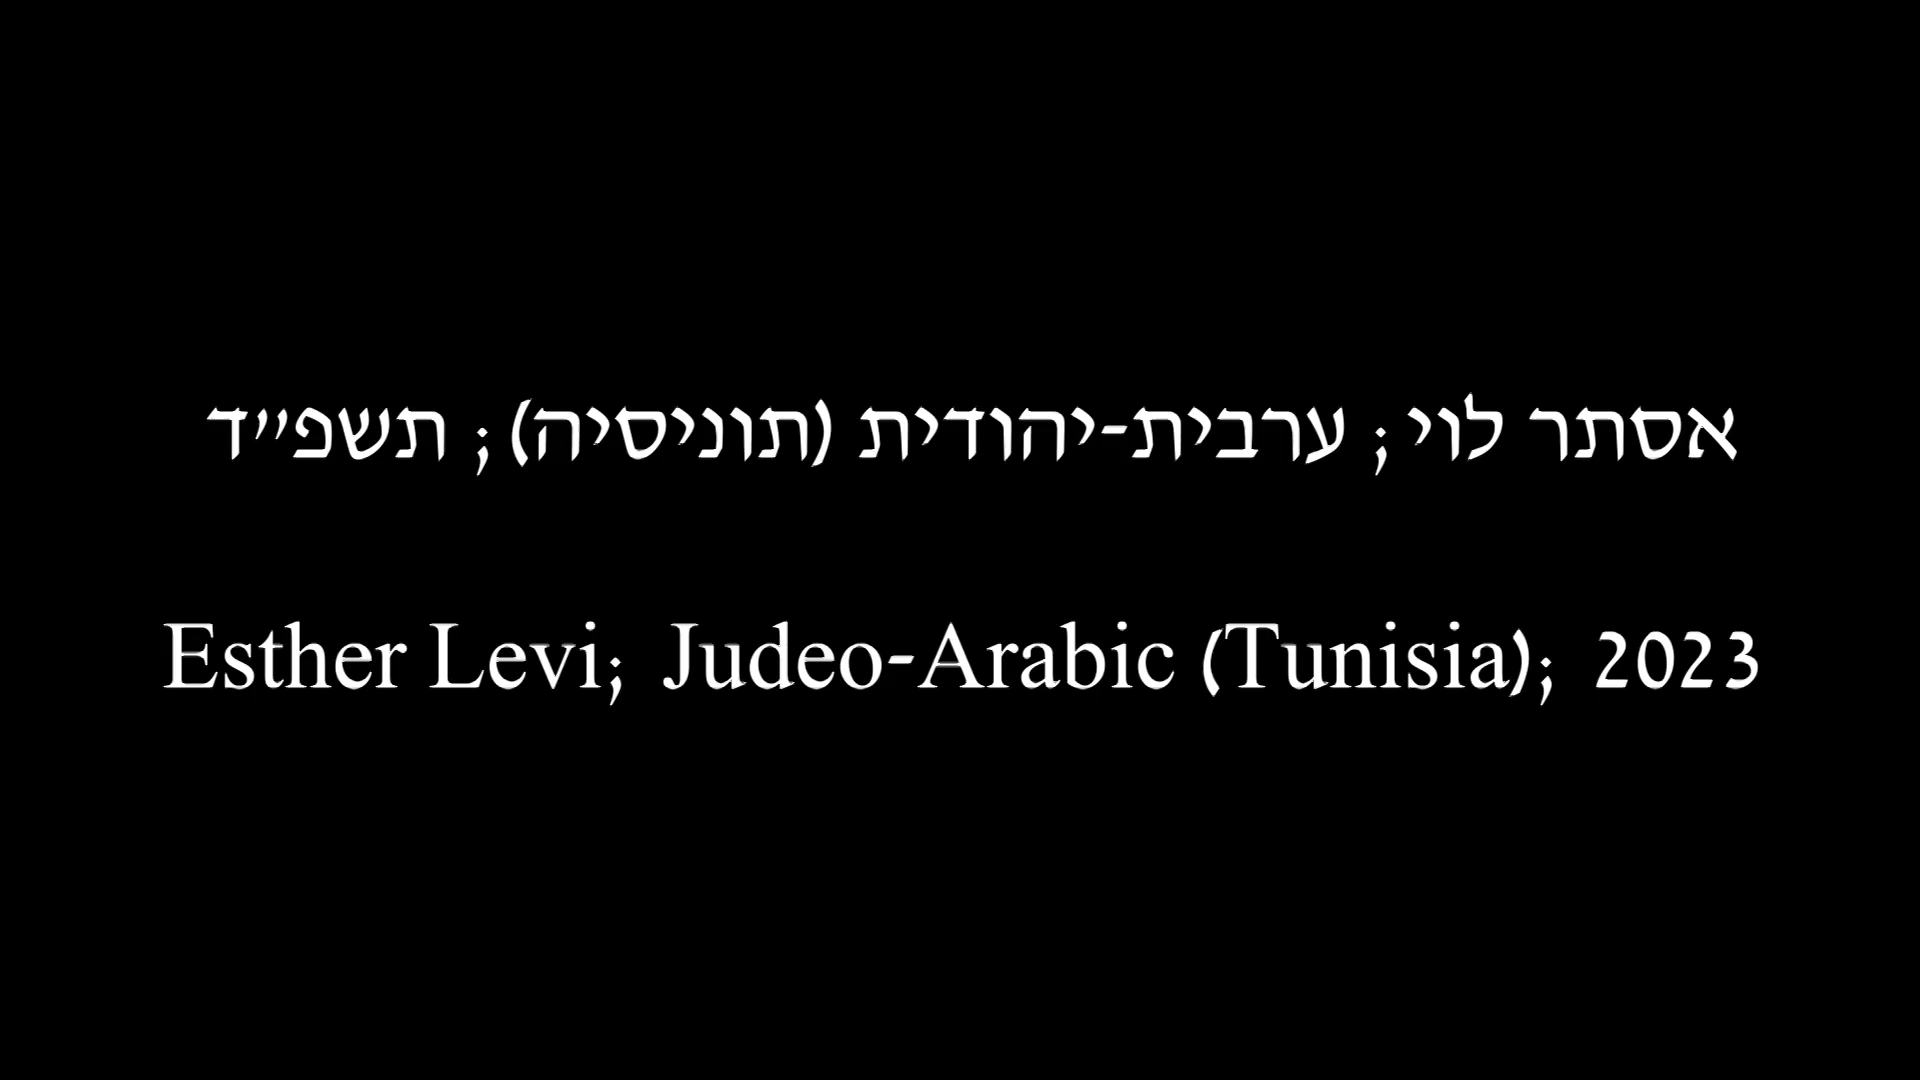 אסתר לוי; ערבית-יהודית (תוניסיה); תשפ״ד
Esther Levi; Judeo-Arabic (Tunisia); 2023